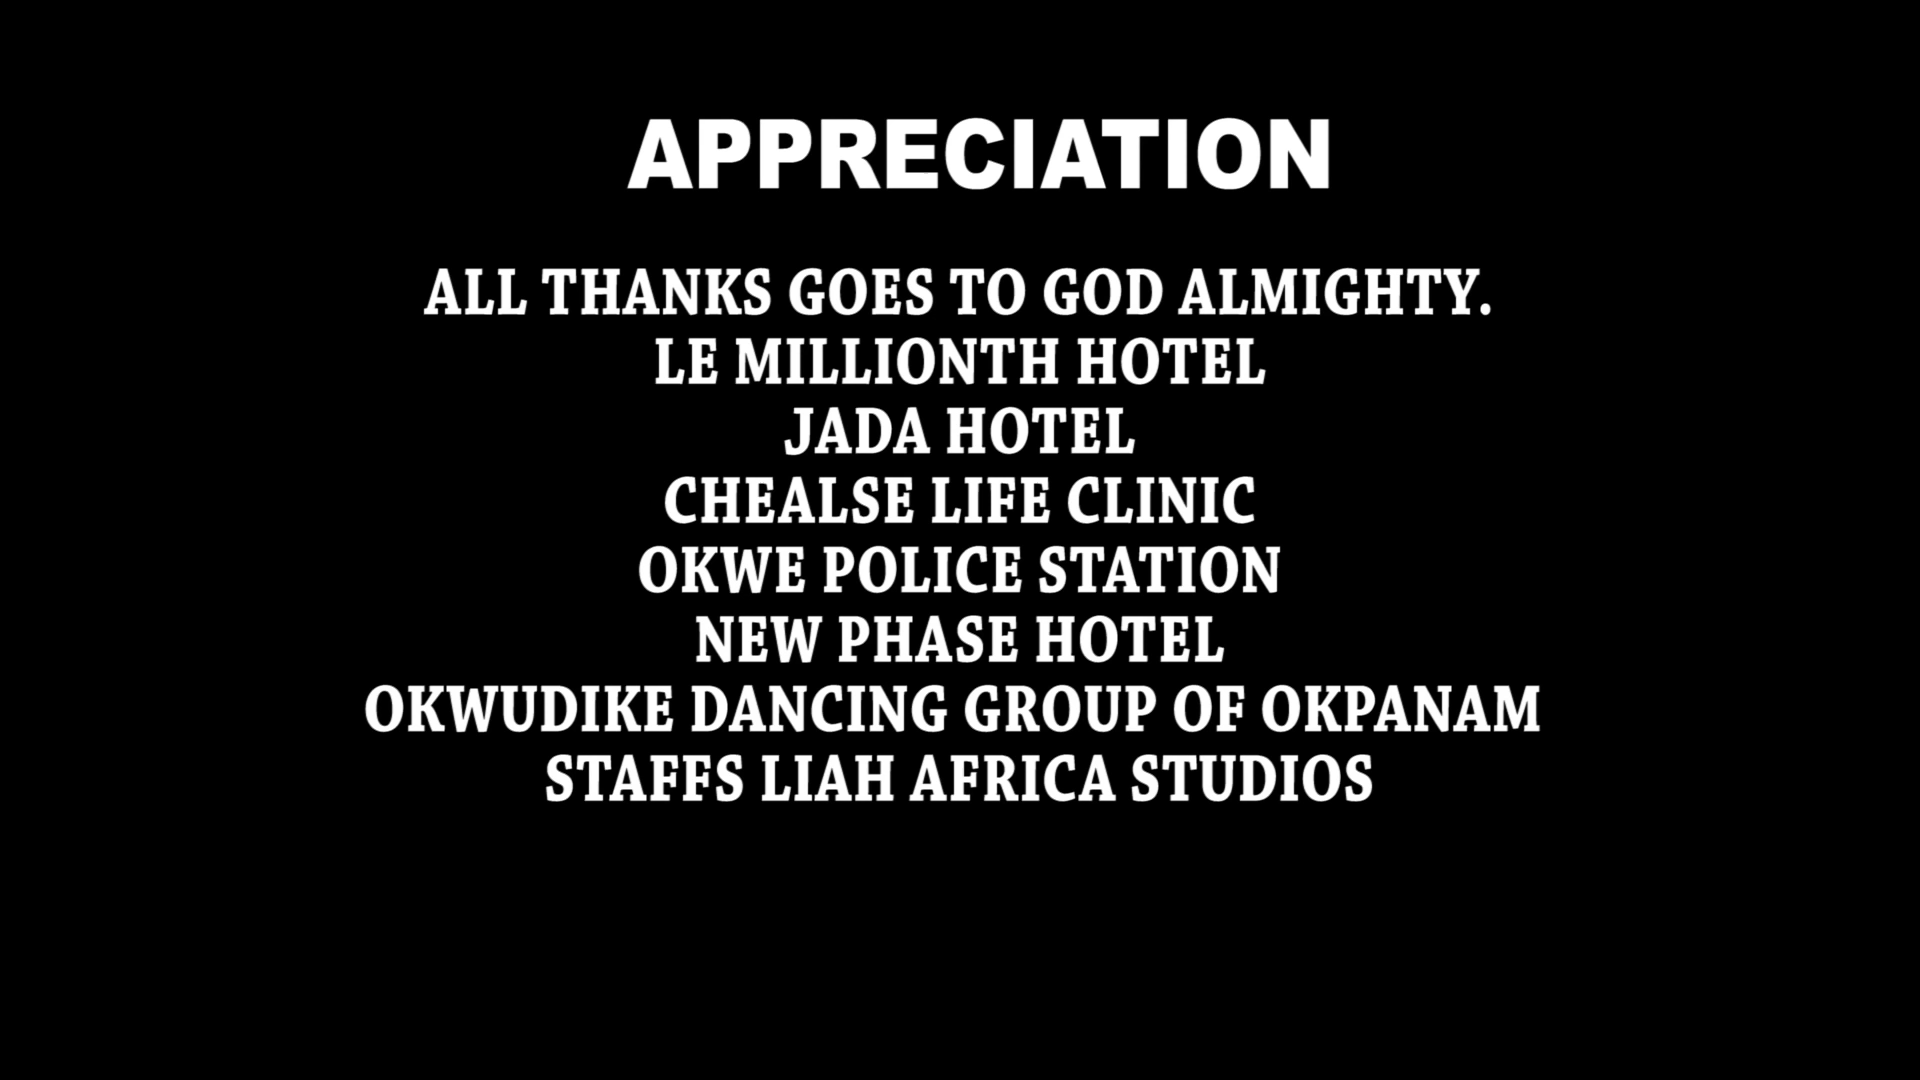 APPRECIATION
ALL THANKS GOES TO GOD ALMIGHTY.
LE MILLIONTH HOTEL
JADA HOTEL
CHEALSE LIFE CLINIC
OKWE POLICE STATION
NEW PHASE HOTEL
OKWUDIKE DANCING GROUP OF OKPANAM
STAFFS LIAH AFRICA STUDIOS